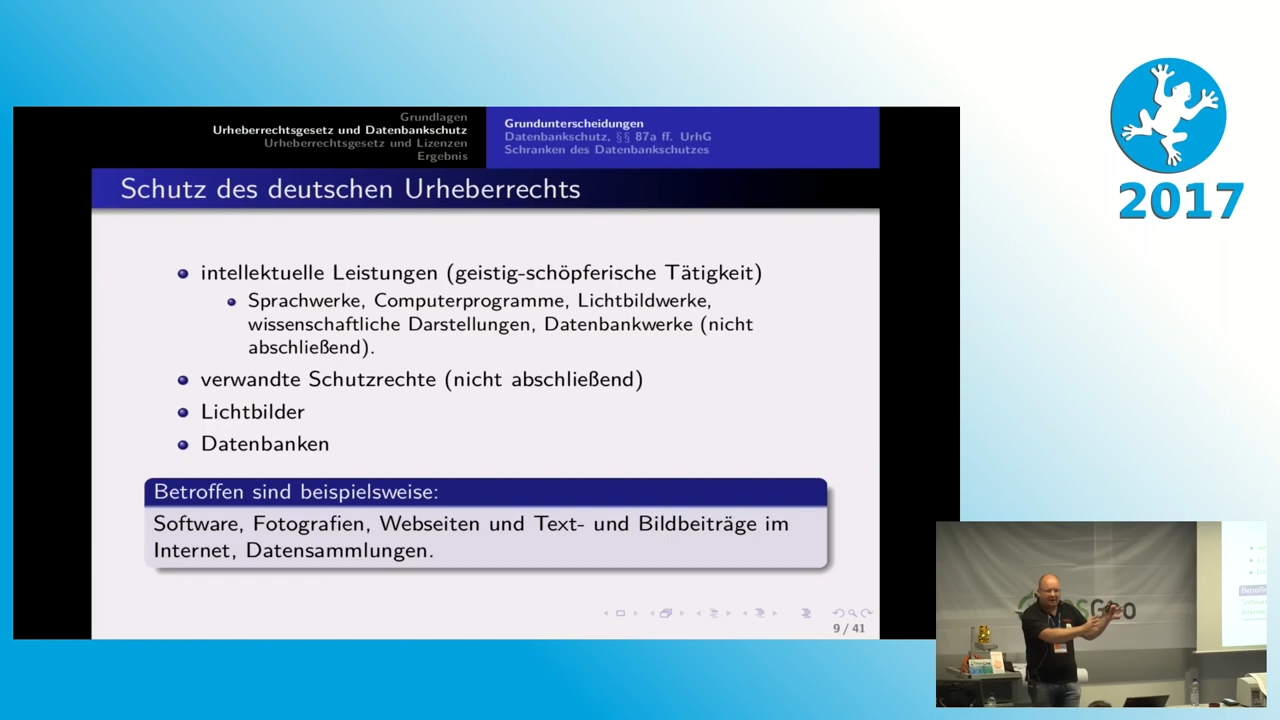 Grundlagen
Urheberrechtsgesetz und Datenbankschutz
Urheberrechtsgesetz und Lizenzen
Ergebnis
Grundunterscheidungen
Datenbankschutz, §§ 87a ff. UrhG
Schranken des Datenbankschutzes
Schutz des deutschen Urheberrechts
intellektuelle Leistungen (geistig-schöpferische Tätigkeit)
Sprachwerke, Computerprogramme, Lichtbildwerke,
wissenschaftliche Darstellungen, Datenbankwerke (nicht
abschließend).
verwandte Schutzrechte (nicht abschließend)
Lichtbilder
Datenbanken
Betroffen sind beispielsweise:
Software, Fotografien, Webseiten und Text- und Bildbeiträge im
Internet, Datensammlungen.
9 / 41
2017